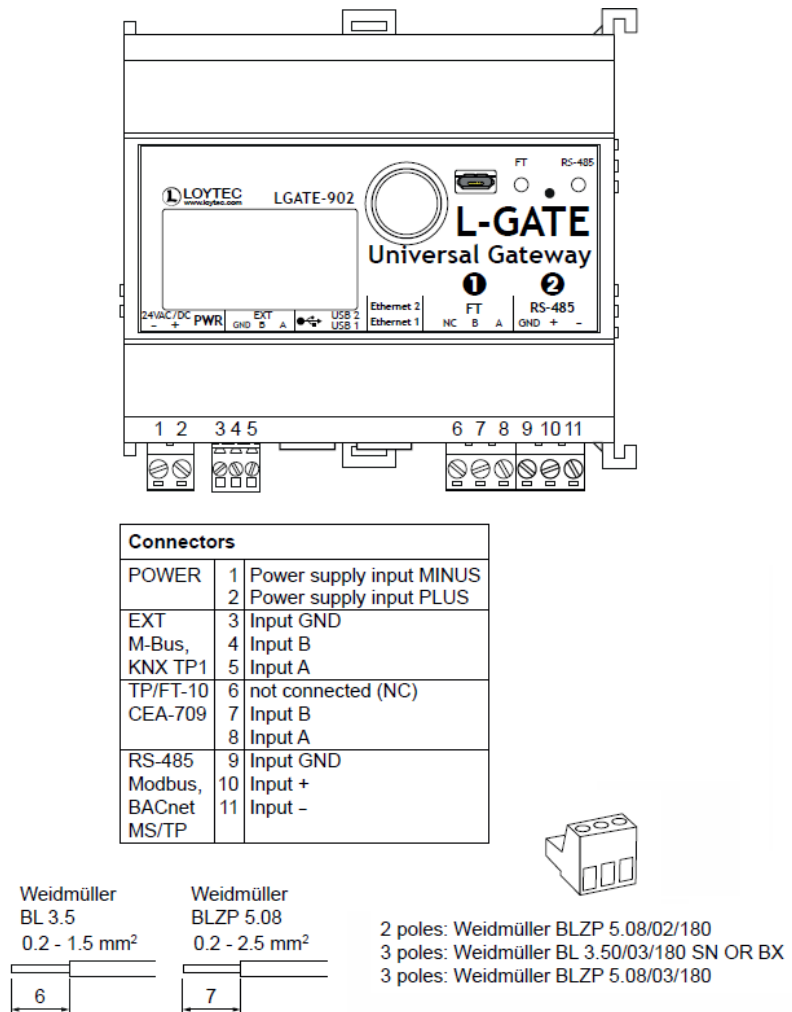 FT RS-485
LOYTEC
www.loytec.com
LGATE-902
L-GATE
Universal Gateway
1 2
24VAC/DC PWR EXT USB 2 Ethernet 2 FT RS-485
- + GND B A USB 1 Ethernet 1 NC B A GND + -
1 2 3 4 5 6 7 8 9 10 11
Connectors
POWER 1 Power supply input MINUS
2 Power supply input PLUS
EXT 3 Input GND
M-Bus, 4 Input B
KNX TP1 5 Input A
TP/FT-10 6 not connected (NC)
CEA-709 7 Input B
8 Input A
RS-485 9 Input GND
Modbus, 10 Input +
BACnet 11 Input –
MS/TP
Weidmüller
BL 3.5
0.2 - 1.5 mm²
6
Weidmüller
BLZP 5.08
0.2 - 2.5 mm²
7
2 poles: Weidmüller BLZP 5.08/02/180
3 poles: Weidmüller BL 3.50/03/180 SN OR BX
3 poles: Weidmüller BLZP 5.08/03/180